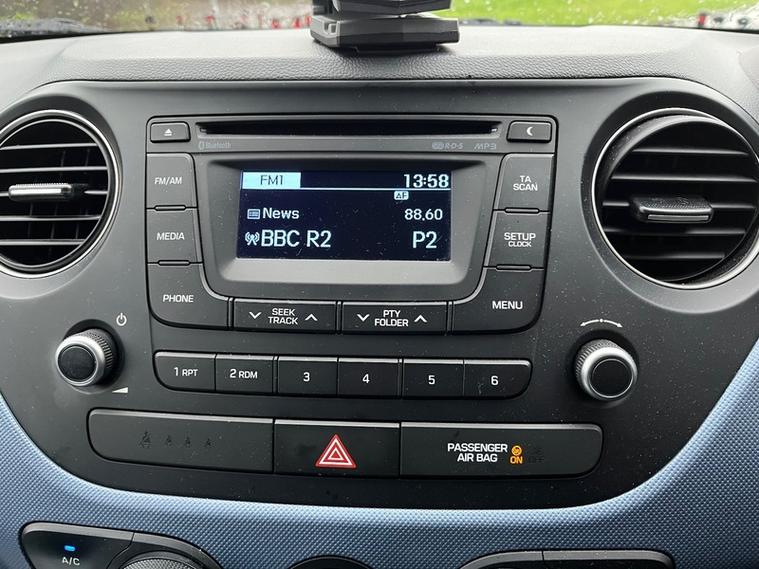 Bluetooth R·D·S MP3
FM/AM
MEDIA
PHONE
FM1 13:58
AF
News 88.60
BBC R2 P2
TA
SCAN
SETUP
CLOCK
MENU
SEEK
TRACK
PTY
FOLDER
1 RPT 2 RDM 3 4 5 6
PASSENGER
AIR BAG
ON
A/C